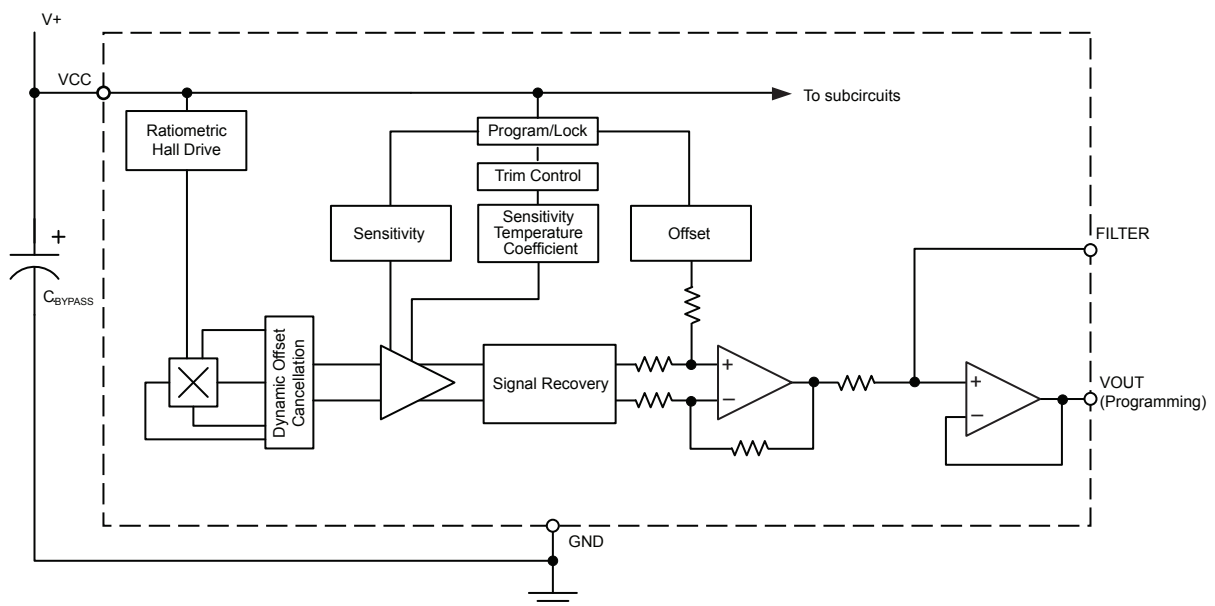 V+
VCC
To subcircuits
Ratiometric
Hall Drive
Program/Lock
Trim Control
Sensitivity
Sensitivity
Temperature
Coefficient
Offset
FILTER
+
CBYPASS
Dynamic Offset
Cancellation
Signal Recovery
+
−
+
−
VOUT
(Programming)
GND